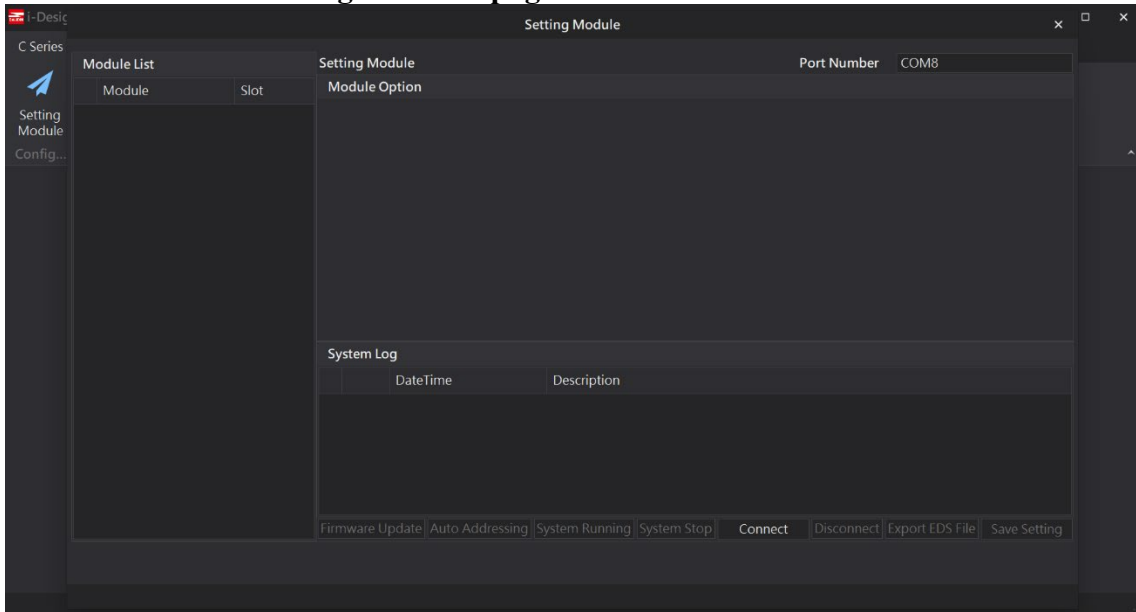 i-Desig
Setting Module
C Series
Setting
Module
Config...
Module List
Module Slot
Setting Module Port Number COM8
Module Option
System Log
DateTime Description
Firmware Update Auto Addressing System Running System Stop Connect Disconnect Export EDS File Save Setting